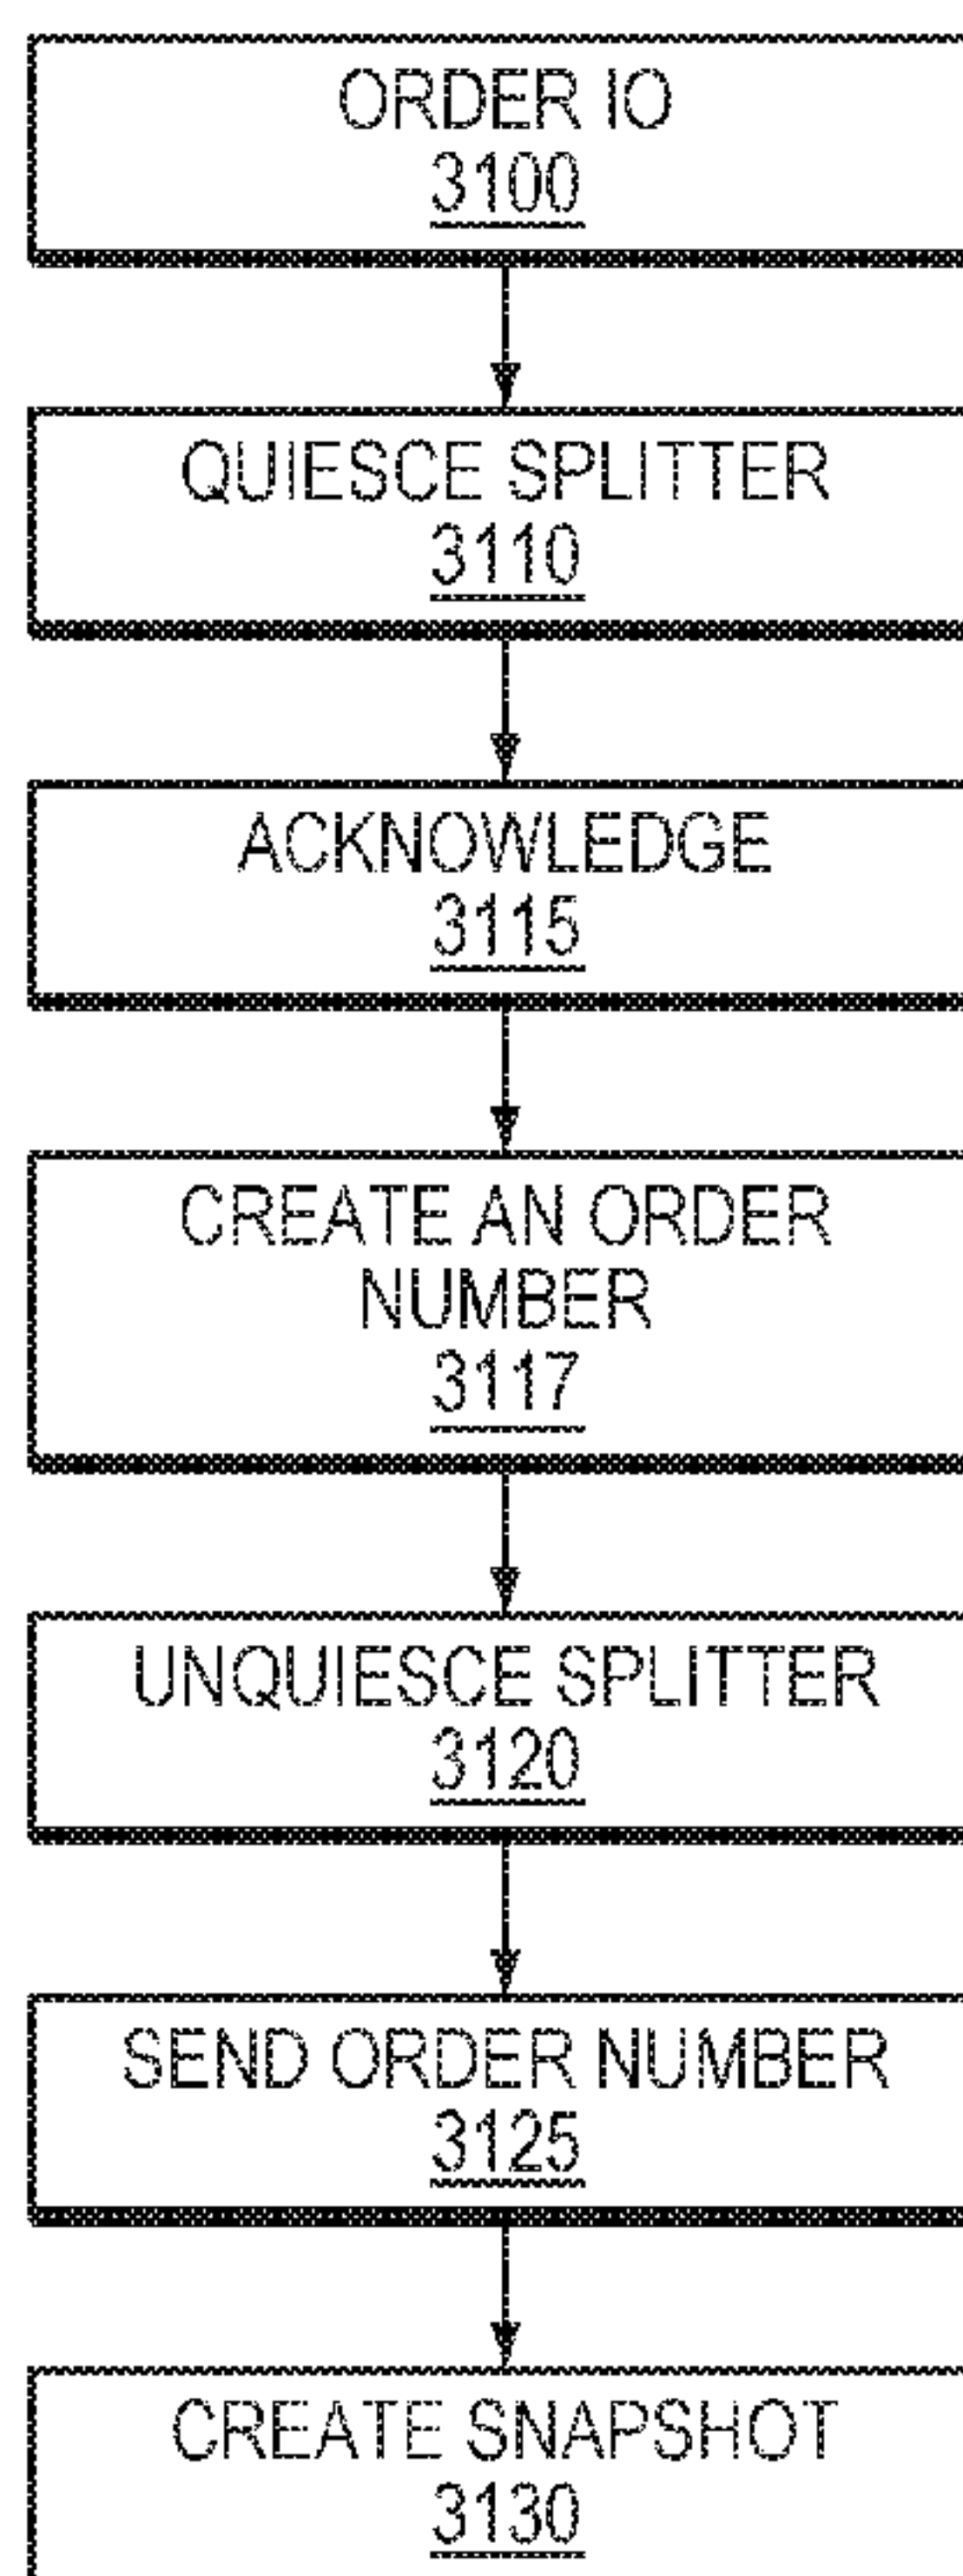 ORDER IO
3100
QUIESCE SPLITTER
3110
ACKNOWLEDGE
3115
CREATE AN ORDER
NUMBER
3117
UNQUIESCE SPLITTER
3120
SEND ORDER NUMBER
3125
CREATE SNAPSHOT
3130